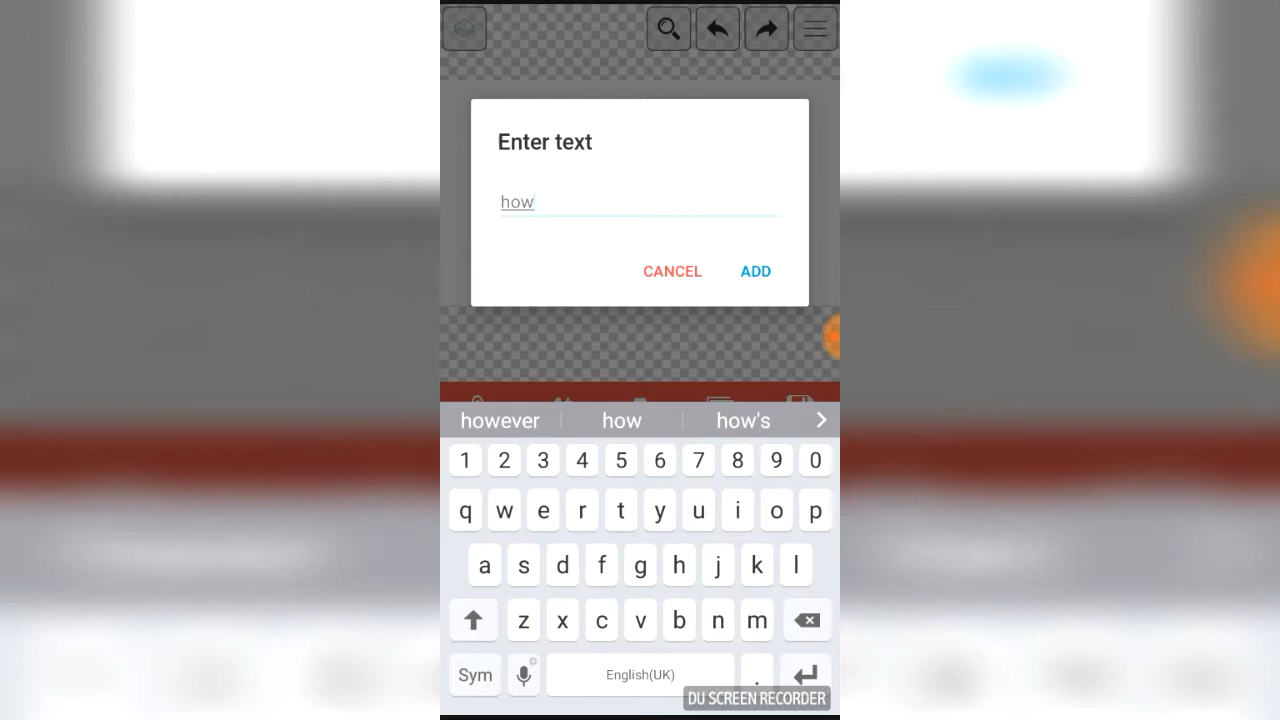 Enter text
how
CANCEL ADD
however how how's
1 2 3 4 5 6 7 8 9 0
q w e r t y u i o p
a s d f g h j k l
z x c v b n m
Sym English(UK) .
DU SCREEN RECORDER